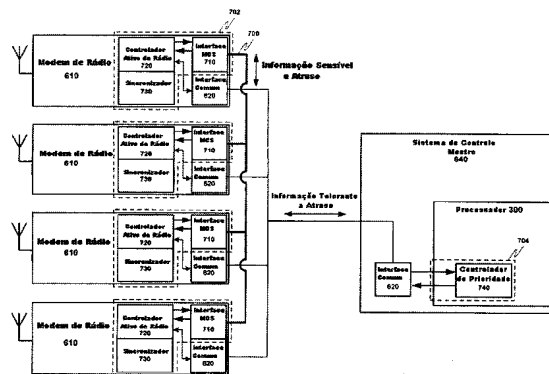 702
700
Modem de Rádio
610
Controlador
Ativo de Rádio
720
Interface
MCS
710
Sincronizador
730
Interface
Comum
620
Informação Sensível
a Atraso
Modem de Rádio
610
Controlador
Ativo de Rádio
720
Interface
MCS
710
Sincronizador
730
Interface
Comum
620
Modem de Rádio
610
Controlador
Ativo de Rádio
720
Interface
MCS
710
Sincronizador
730
Interface
Comum
620
Modem de Rádio
610
Controlador
Ativo de Rádio
720
Interface
MCS
710
Sincronizador
730
Interface
Comum
620
Informação Tolerante
a Atraso
Sistema de Controle
Mestre
640
Processador 300
704
Interface
Comum
620
Controlador
de Prioridade
740